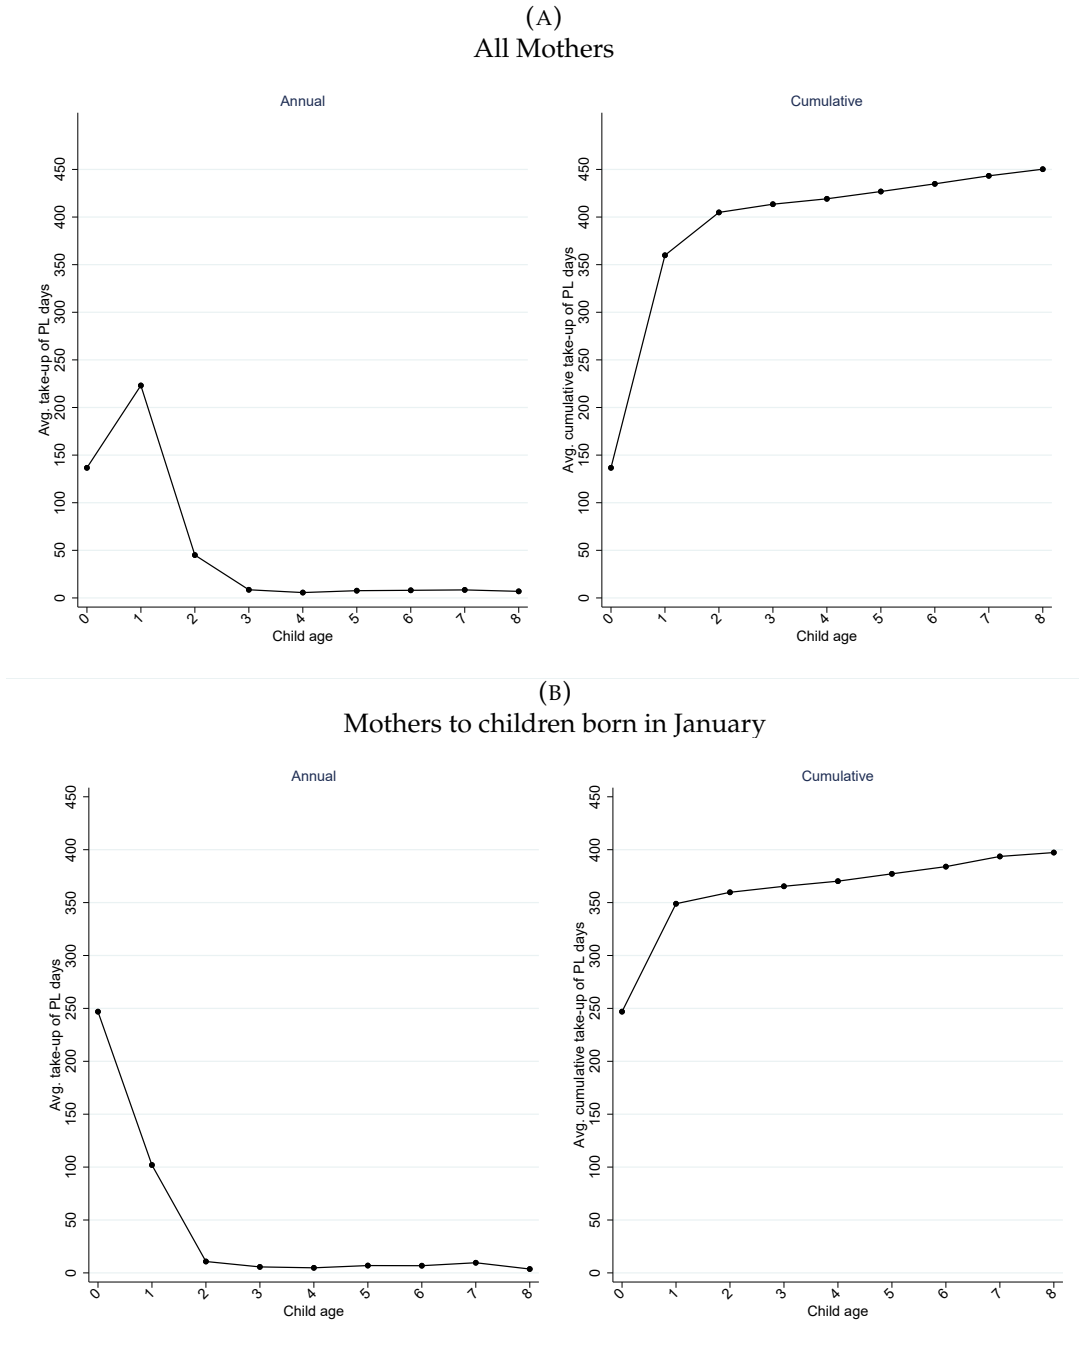 (A)
All Mothers
Annual
Avg. take-up of PL days
450
400
350
300
250
200
150
100
50
0
0 1 2 3 4 5 6 7 8
Child age
Cumulative
Avg. cumulative take-up of PL days
450
400
350
300
250
200
150
100
50
0
0 1 2 3 4 5 6 7 8
Child age
(B)
Mothers to children born in January
Annual
Avg. take-up of PL days
450
400
350
300
250
200
150
100
50
0
0 1 2 3 4 5 6 7 8
Child age
Cumulative
Avg. cumulative take-up of PL days
450
400
350
300
250
200
150
100
50
0
0 1 2 3 4 5 6 7 8
Child age